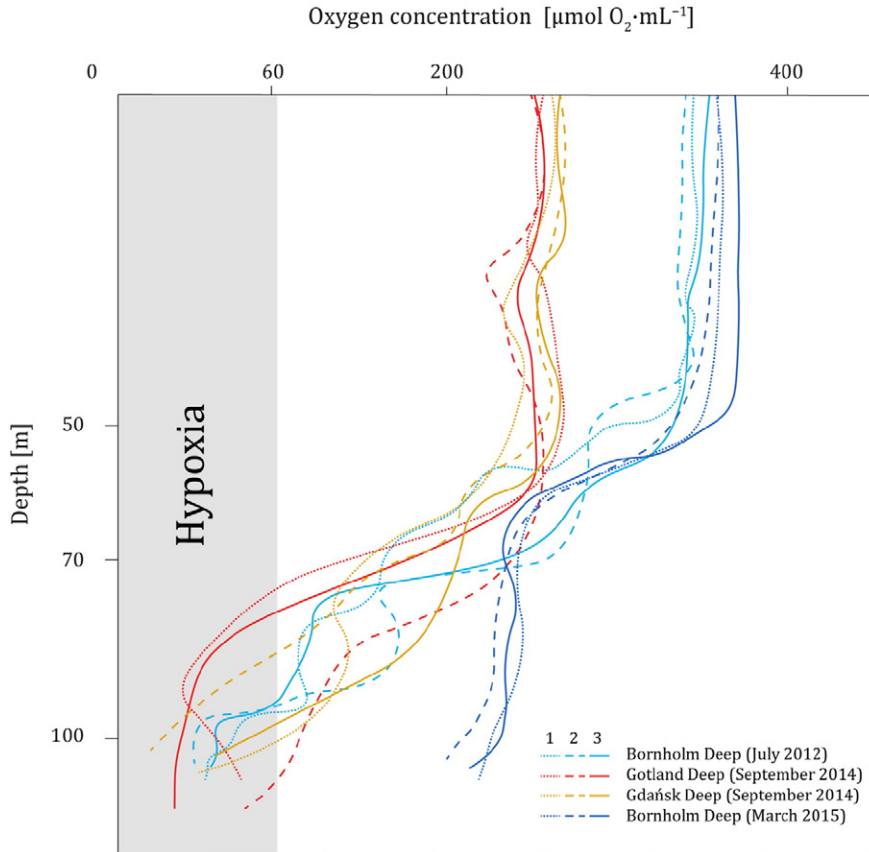 Oxygen concentration [µmol O₂·mL⁻¹]
0 60 200 400
50
Depth [m]
Hypoxia
70
100
1 2 3
Bornholm Deep (July 2012)
Gotland Deep (September 2014)
Gdańsk Deep (September 2014)
Bornholm Deep (March 2015)